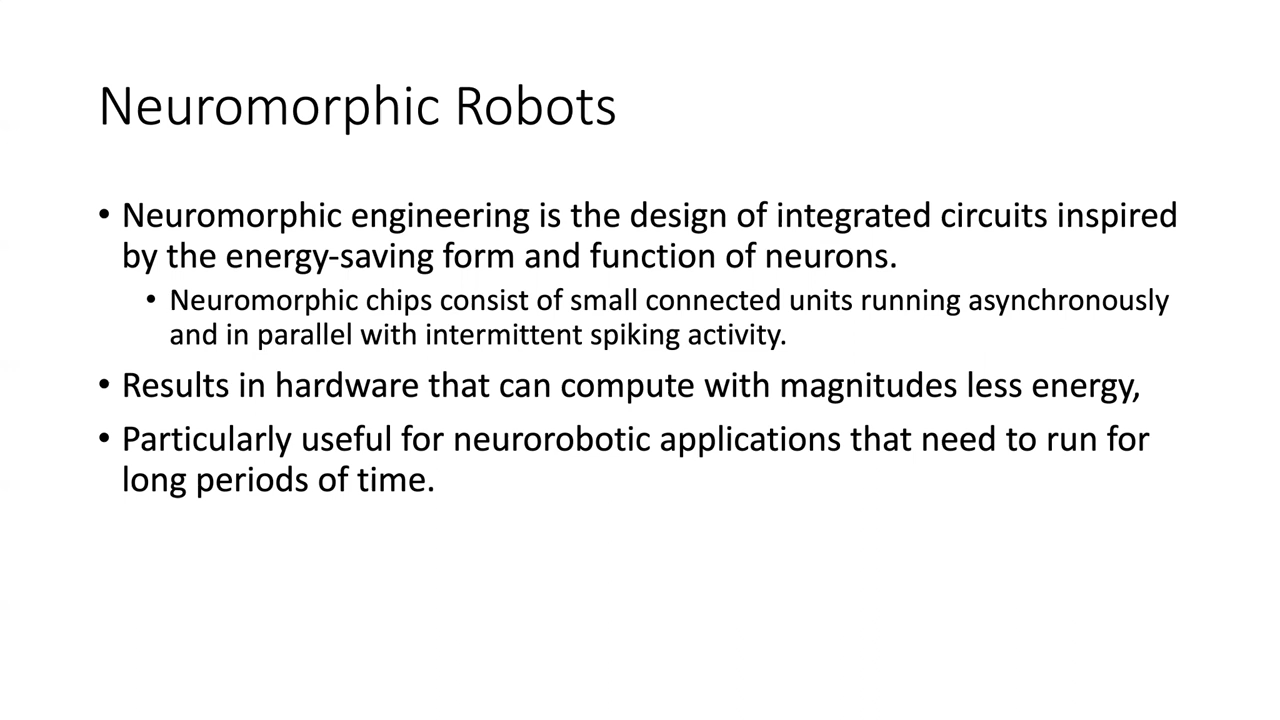 Neuromorphic Robots
• Neuromorphic engineering is the design of integrated circuits inspired
by the energy-saving form and function of neurons.
• Neuromorphic chips consist of small connected units running asynchronously
and in parallel with intermittent spiking activity.
• Results in hardware that can compute with magnitudes less energy,
• Particularly useful for neurorobotic applications that need to run for
long periods of time.